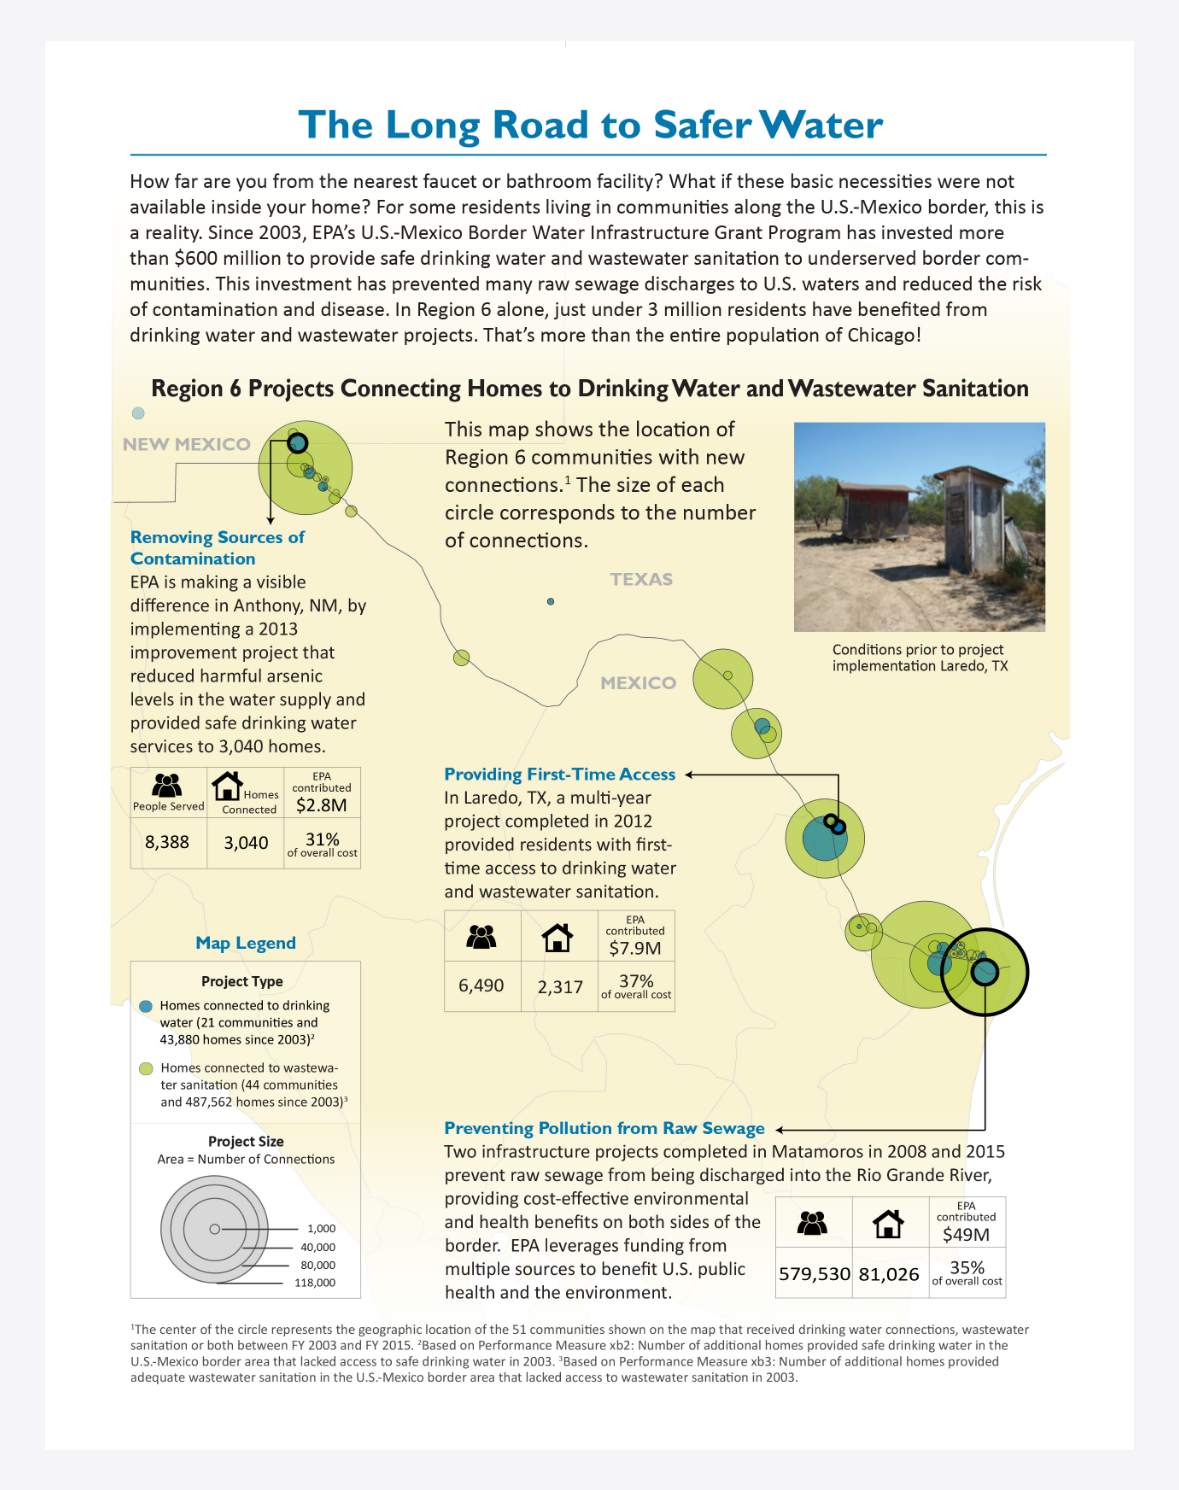 The Long Road to Safer Water
How far are you from the nearest faucet or bathroom facility? What if these basic necessities were not
available inside your home? For some residents living in communities along the U.S.-Mexico border, this is
a reality. Since 2003, EPA’s U.S.-Mexico Border Water Infrastructure Grant Program has invested more
than $600 million to provide safe drinking water and wastewater sanitation to underserved border com-
munities. This investment has prevented many raw sewage discharges to U.S. waters and reduced the risk
of contamination and disease. In Region 6 alone, just under 3 million residents have benefited from
drinking water and wastewater projects. That’s more than the entire population of Chicago!
Region 6 Projects Connecting Homes to Drinking Water and Wastewater Sanitation
NEW MEXICO
This map shows the location of
Region 6 communities with new
connections.¹ The size of each
circle corresponds to the number
of connections.
TEXAS
MEXICO
Conditions prior to project
implementation Laredo, TX
Removing Sources of
Contamination
EPA is making a visible
difference in Anthony, NM, by
implementing a 2013
improvement project that
reduced harmful arsenic
levels in the water supply and
provided safe drinking water
services to 3,040 homes.
People Served
Homes
Connected
EPA
contributed
$2.8M
8,388
3,040
31%
of overall cost
Providing First-Time Access
In Laredo, TX, a multi-year
project completed in 2012
provided residents with first-
time access to drinking water
and wastewater sanitation.
EPA
contributed
$7.9M
6,490
2,317
37%
of overall cost
Map Legend
Project Type
Homes connected to drinking
water (21 communities and
43,880 homes since 2003)²
Homes connected to wastewa-
ter sanitation (44 communities
and 487,562 homes since 2003)³
Project Size
Area = Number of Connections
1,000
40,000
80,000
118,000
Preventing Pollution from Raw Sewage
Two infrastructure projects completed in Matamoros in 2008 and 2015
prevent raw sewage from being discharged into the Rio Grande River,
providing cost-effective environmental
and health benefits on both sides of the
border.  EPA leverages funding from
multiple sources to benefit U.S. public
health and the environment.
EPA
contributed
$49M
579,530
81,026
35%
of overall cost
¹The center of the circle represents the geographic location of the 51 communities shown on the map that received drinking water connections, wastewater
sanitation or both between FY 2003 and FY 2015. ²Based on Performance Measure xb2: Number of additional homes provided safe drinking water in the
U.S.-Mexico border area that lacked access to safe drinking water in 2003. ³Based on Performance Measure xb3: Number of additional homes provided
adequate wastewater sanitation in the U.S.-Mexico border area that lacked access to wastewater sanitation in 2003.